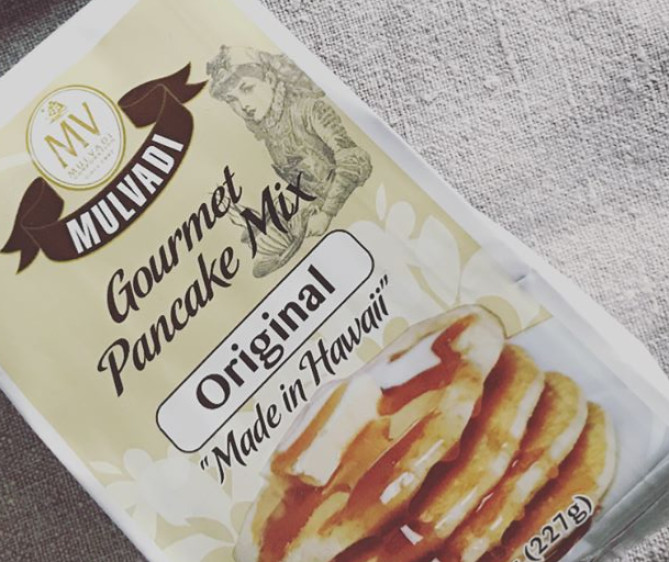 MV
MULVADI
MULVADI
Gourmet
Pancake Mix
Original
"Made in Hawaii"
(227g)